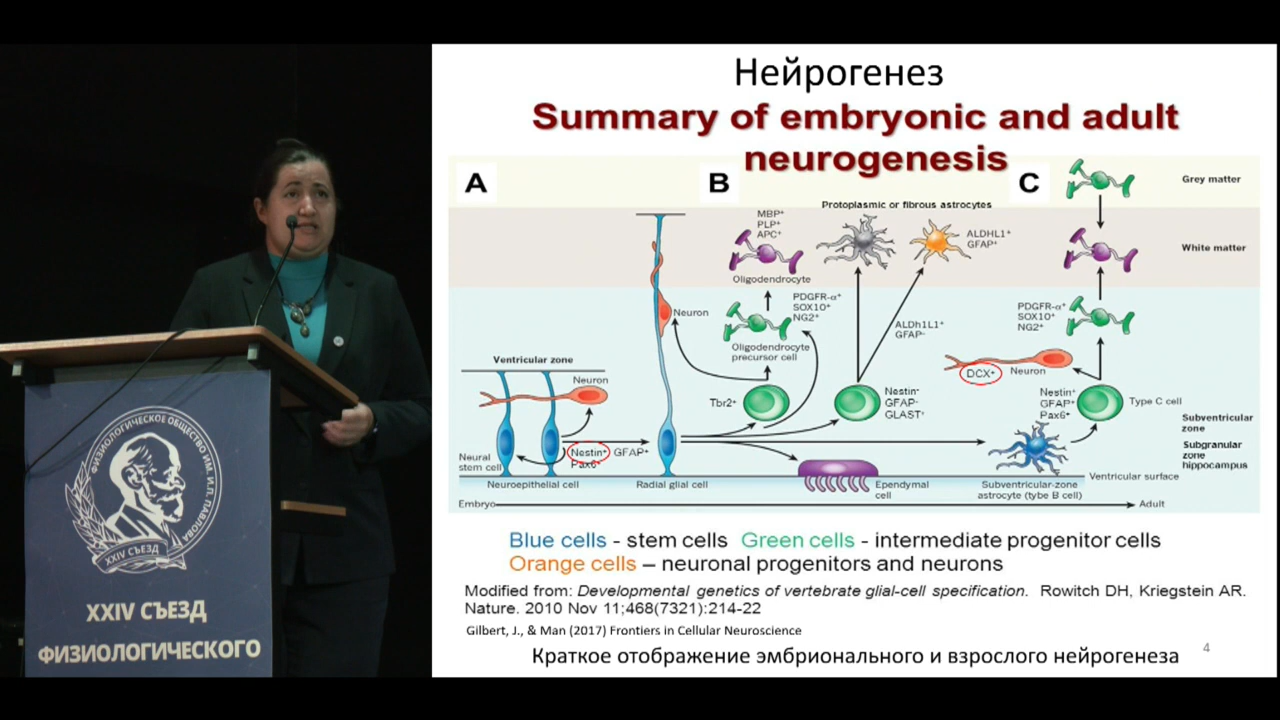 Нейрогенез
Summary of embryonic and adult
neurogenesis
A
B
C
Grey matter
Protoplasmic or fibrous astrocytes
MBP⁺
PLP⁺
APC⁺
ALDHL1⁺
GFAP⁺
White matter
Oligodendrocyte
PDGFR-α⁺
SOX10⁺
NG2⁺
PDGFR-α⁺
SOX10⁺
NG2⁺
Neuron
ALDh1L1⁺
GFAP⁻
Oligodendrocyte
precursor cell
Ventricular zone
Neuron
DCX⁺
Neuron
Tbr2⁺
Nestin⁻
GFAP⁻
GLAST⁺
Nestin⁺
GFAP⁺
Pax6⁺
Type C cell
Subventricular
zone
Subgranular
zone
hippocampus
Nestin⁺ GFAP⁺
Pax6⁺
Neural
stem cell
Ventricular surface
Neuroepithelial cell
Radial glial cell
Ependymal
cell
Subventricular-zone
astrocyte (tybe B cell)
Embryo
Adult
Blue cells - stem cells Green cells - intermediate progenitor cells
Orange cells – neuronal progenitors and neurons
Modified from: Developmental genetics of vertebrate glial-cell specification. Rowitch DH, Kriegstein AR.
Nature. 2010 Nov 11;468(7321):214-22
Gilbert, J., & Man (2017) Frontiers in Cellular Neuroscience
Краткое отображение эмбрионального и взрослого нейрогенеза
4
ФИЗИОЛОГИЧЕСКОЕ ОБЩЕСТВО ИМ. И.П. ПАВЛОВА
XXIV СЪЕЗД
XXIV СЪЕЗД
ФИЗИОЛОГИЧЕСКОГО